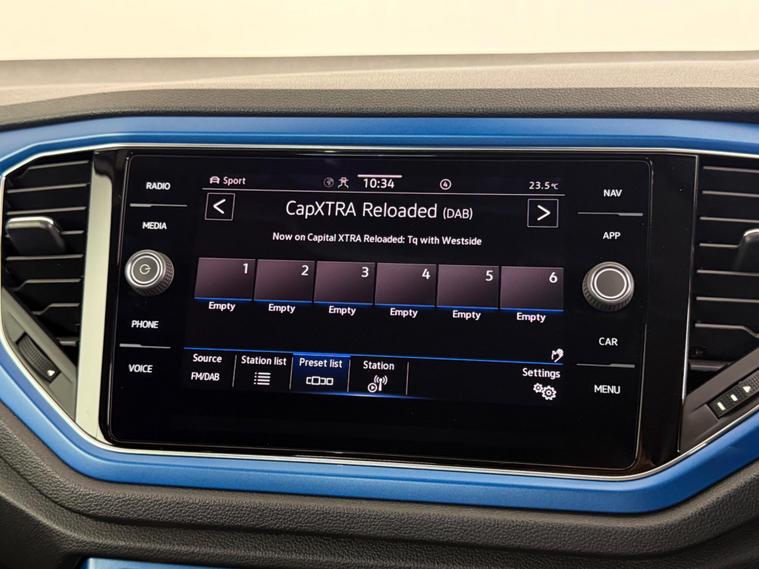 RADIO
MEDIA
PHONE
VOICE
Sport
10:34
4
23.5°C
CapXTRA Reloaded (DAB)
Now on Capital XTRA Reloaded: Tq with Westside
1 2 3 4 5 6
Empty Empty Empty Empty Empty Empty
Source Station list Preset list Station Settings
FM/DAB
NAV
APP
CAR
MENU